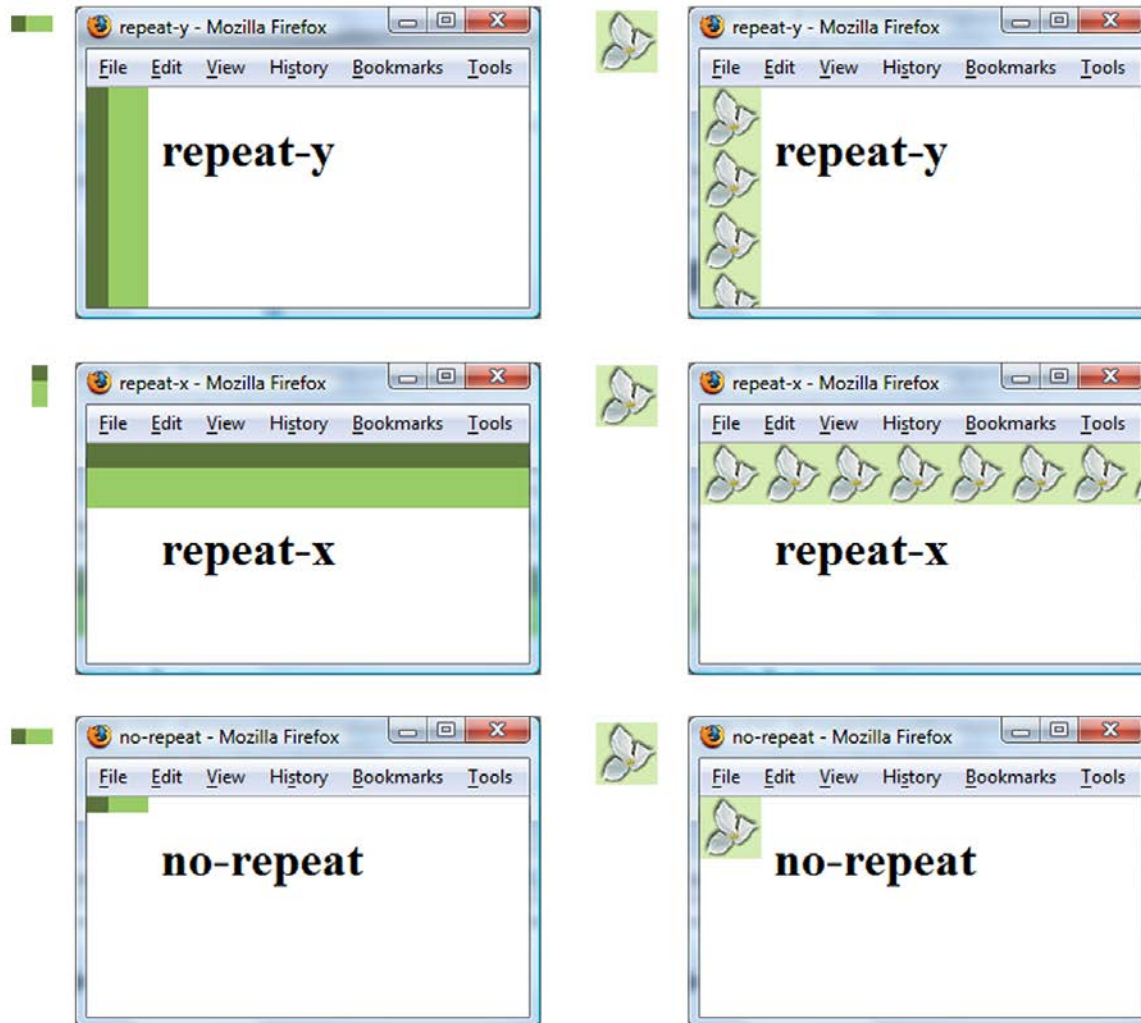 repeat-y - Mozilla Firefox
File Edit View History Bookmarks Tools
repeat-y
repeat-y - Mozilla Firefox
File Edit View History Bookmarks Tools
repeat-y
repeat-x - Mozilla Firefox
File Edit View History Bookmarks Tools
repeat-x
repeat-x - Mozilla Firefox
File Edit View History Bookmarks Tools
repeat-x
no-repeat - Mozilla Firefox
File Edit View History Bookmarks Tools
no-repeat
no-repeat - Mozilla Firefox
File Edit View History Bookmarks Tools
no-repeat